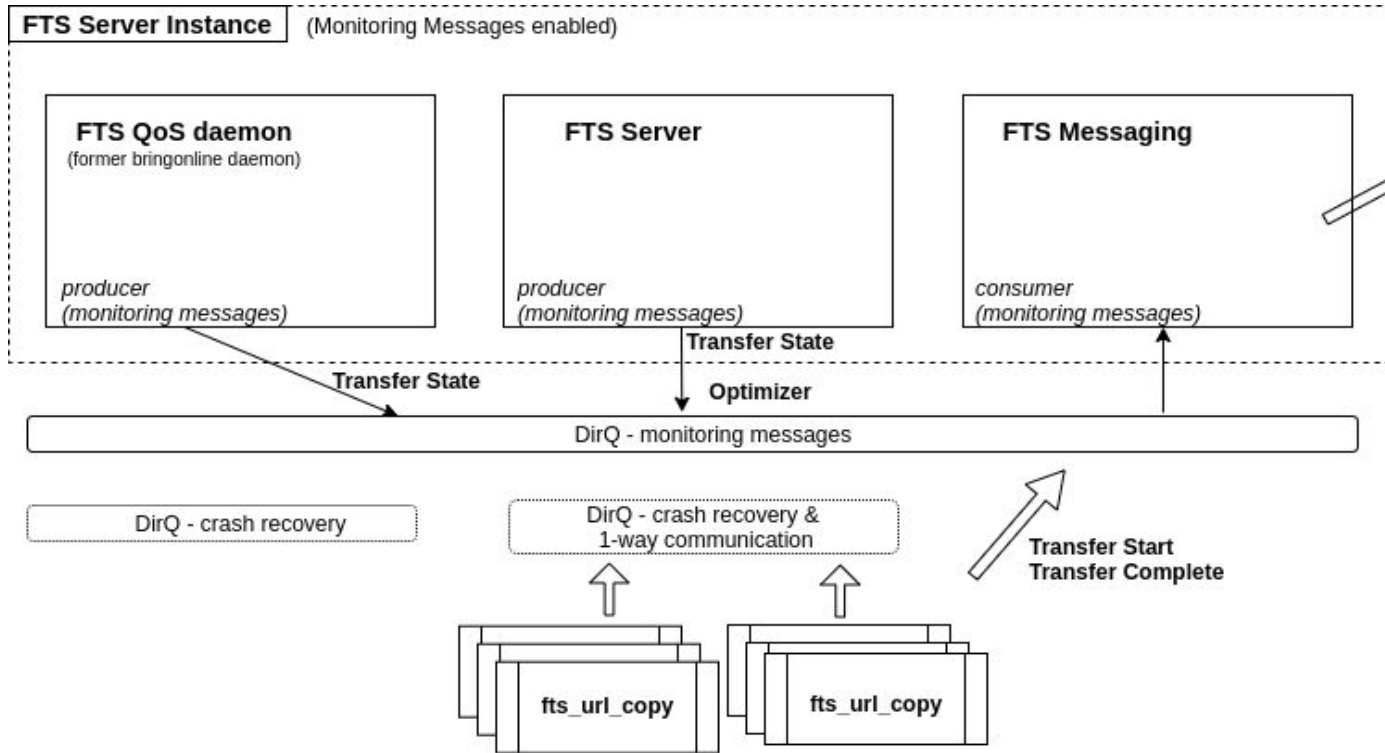 FTS Server Instance (Monitoring Messages enabled)
FTS QoS daemon
(former bringonline daemon)
producer
(monitoring messages)
FTS Server
producer
(monitoring messages)
FTS Messaging
consumer
(monitoring messages)
Transfer State
Transfer State
Optimizer
DirQ - monitoring messages
DirQ - crash recovery
DirQ - crash recovery &
1-way communication
Transfer Start
Transfer Complete
fts_url_copy
fts_url_copy